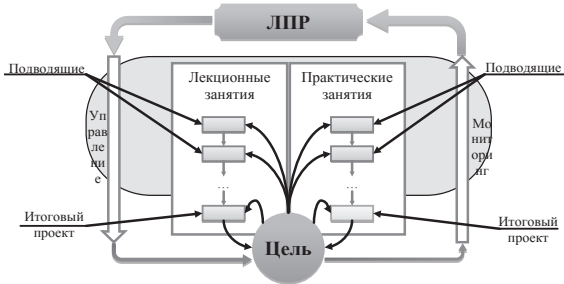 ЛПР
Подводящие
Подводящие
Лекционные
занятия
Практические
занятия
Уп
рав
ле
ни
е
Мо
нит
ори
нг
...
...
Итоговый
проект
Итоговый
проект
Цель